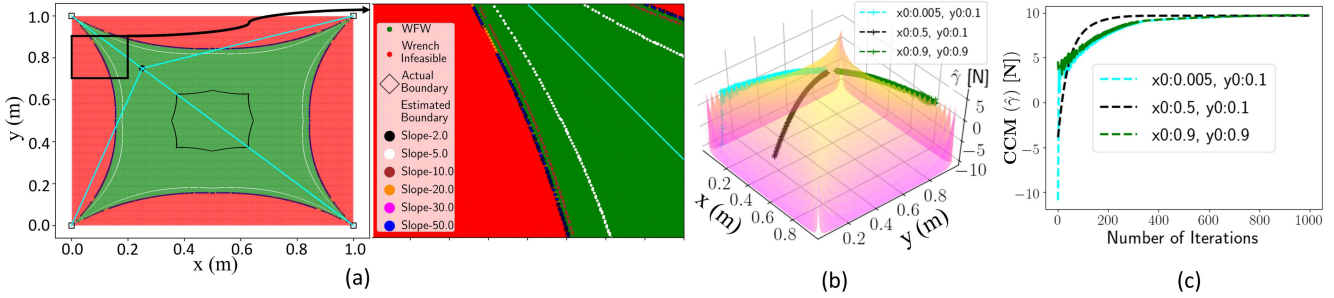 1.0
0.8
0.6
0.4
0.2
0.0
y (m)
0.0 0.2 0.4 0.6 0.8 1.0
x (m)
(a)
WFW
Wrench
Infeasible
Actual
Boundary
Estimated
Boundary
Slope-2.0
Slope-5.0
Slope-10.0
Slope-20.0
Slope-30.0
Slope-50.0
x0:0.005, y0:0.1
x0:0.5, y0:0.1
x0:0.9, y0:0.9
γ̂ [N]
5
0
−5
−10
0.2
0.4
0.6
0.8
x (m)
0.2
0.4
0.6
0.8
y (m)
(b)
CCM (γ̂) [N]
10
5
0
−5
−10
x0:0.005, y0:0.1
x0:0.5, y0:0.1
x0:0.9, y0:0.9
0 200 400 600 800 1000
Number of Iterations
(c)